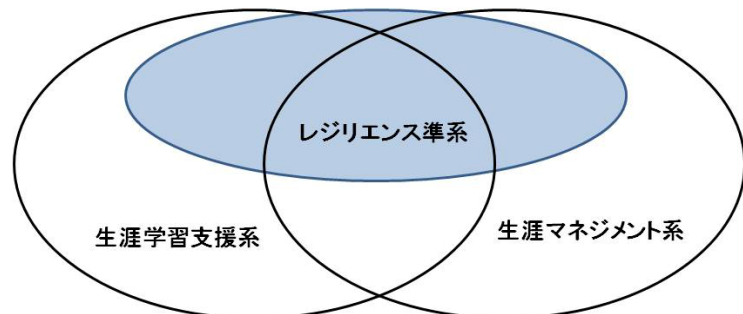 レジリエンス準系
生涯学習支援系
生涯マネジメント系